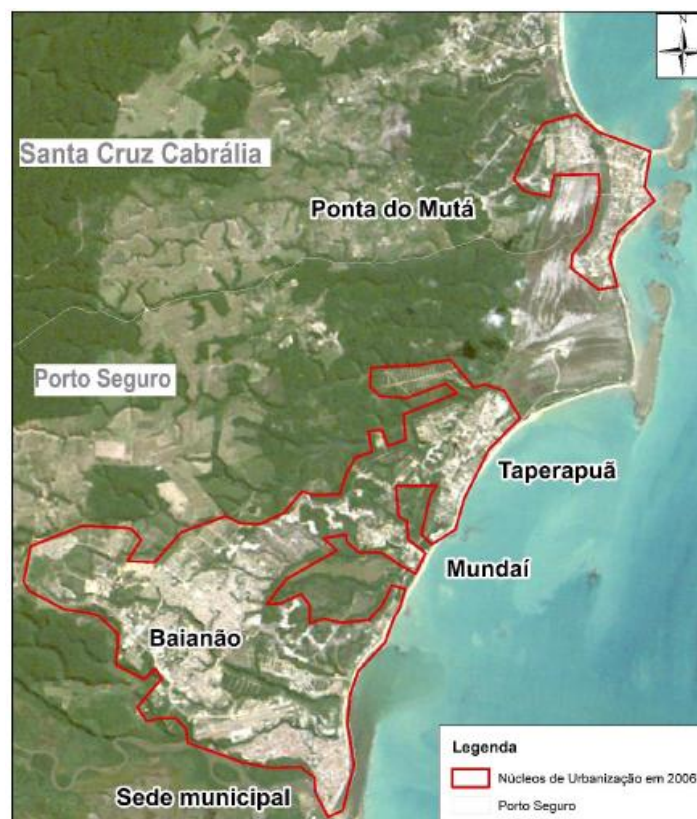 N
Santa Cruz Cabrália
Ponta do Mutá
Porto Seguro
Taperapuã
Mundaí
Baianão
Sede municipal
Legenda
Núcleos de Urbanização em 2006
Porto Seguro